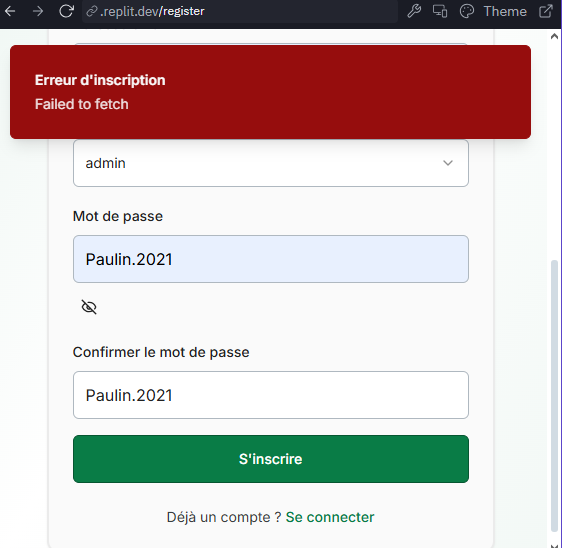 .replit.dev/register
Theme
Erreur d'inscription
Failed to fetch
admin
Mot de passe
Paulin.2021
Confirmer le mot de passe
Paulin.2021
S'inscrire
Déjà un compte ? Se connecter